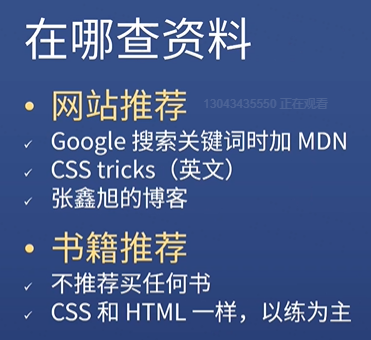 在哪查资料
• 网站推荐
13043435550 正在观看
✓ Google 搜索关键词时加 MDN
✓ CSS tricks（英文）
✓ 张鑫旭的博客
• 书籍推荐
✓ 不推荐买任何书
✓ CSS 和 HTML 一样，以练为主